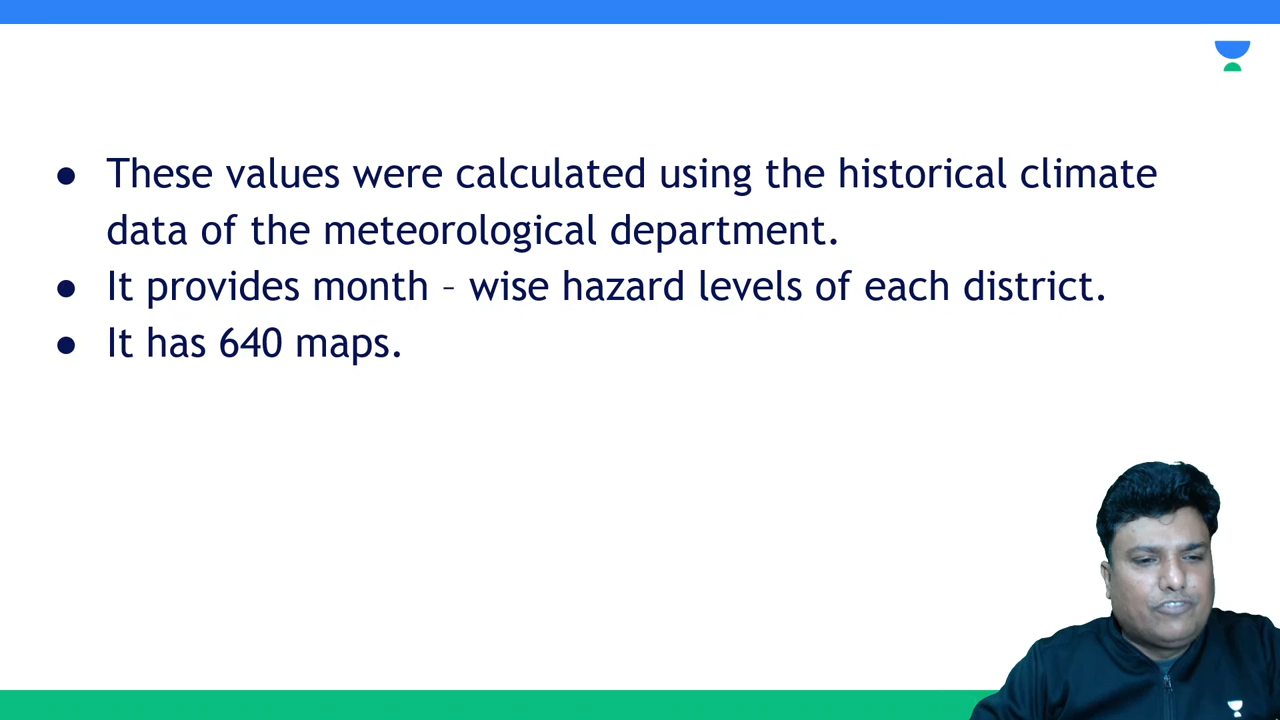 ● These values were calculated using the historical climate
data of the meteorological department.
● It provides month – wise hazard levels of each district.
● It has 640 maps.